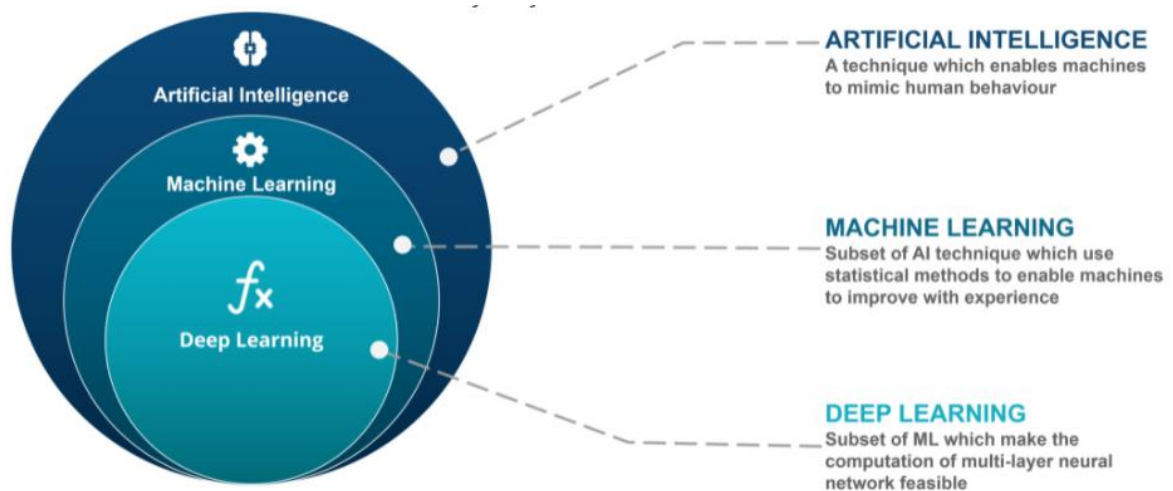 Artificial Intelligence
Machine Learning
fx
Deep Learning
ARTIFICIAL INTELLIGENCE
A technique which enables machines
to mimic human behaviour
MACHINE LEARNING
Subset of AI technique which use
statistical methods to enable machines
to improve with experience
DEEP LEARNING
Subset of ML which make the
computation of multi-layer neural
network feasible